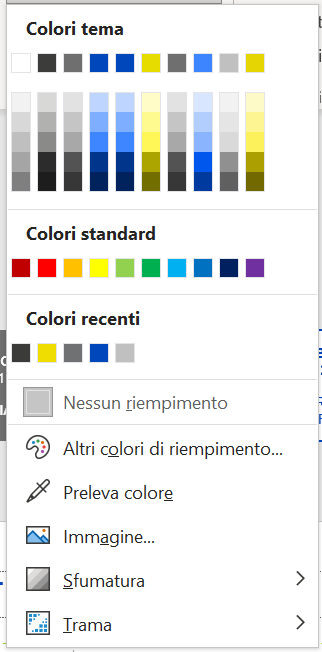 Colori tema
Colori standard
Colori recenti
Nessun riempimento
Altri colori di riempimento...
Preleva colore
Immagine...
Sfumatura
Trama